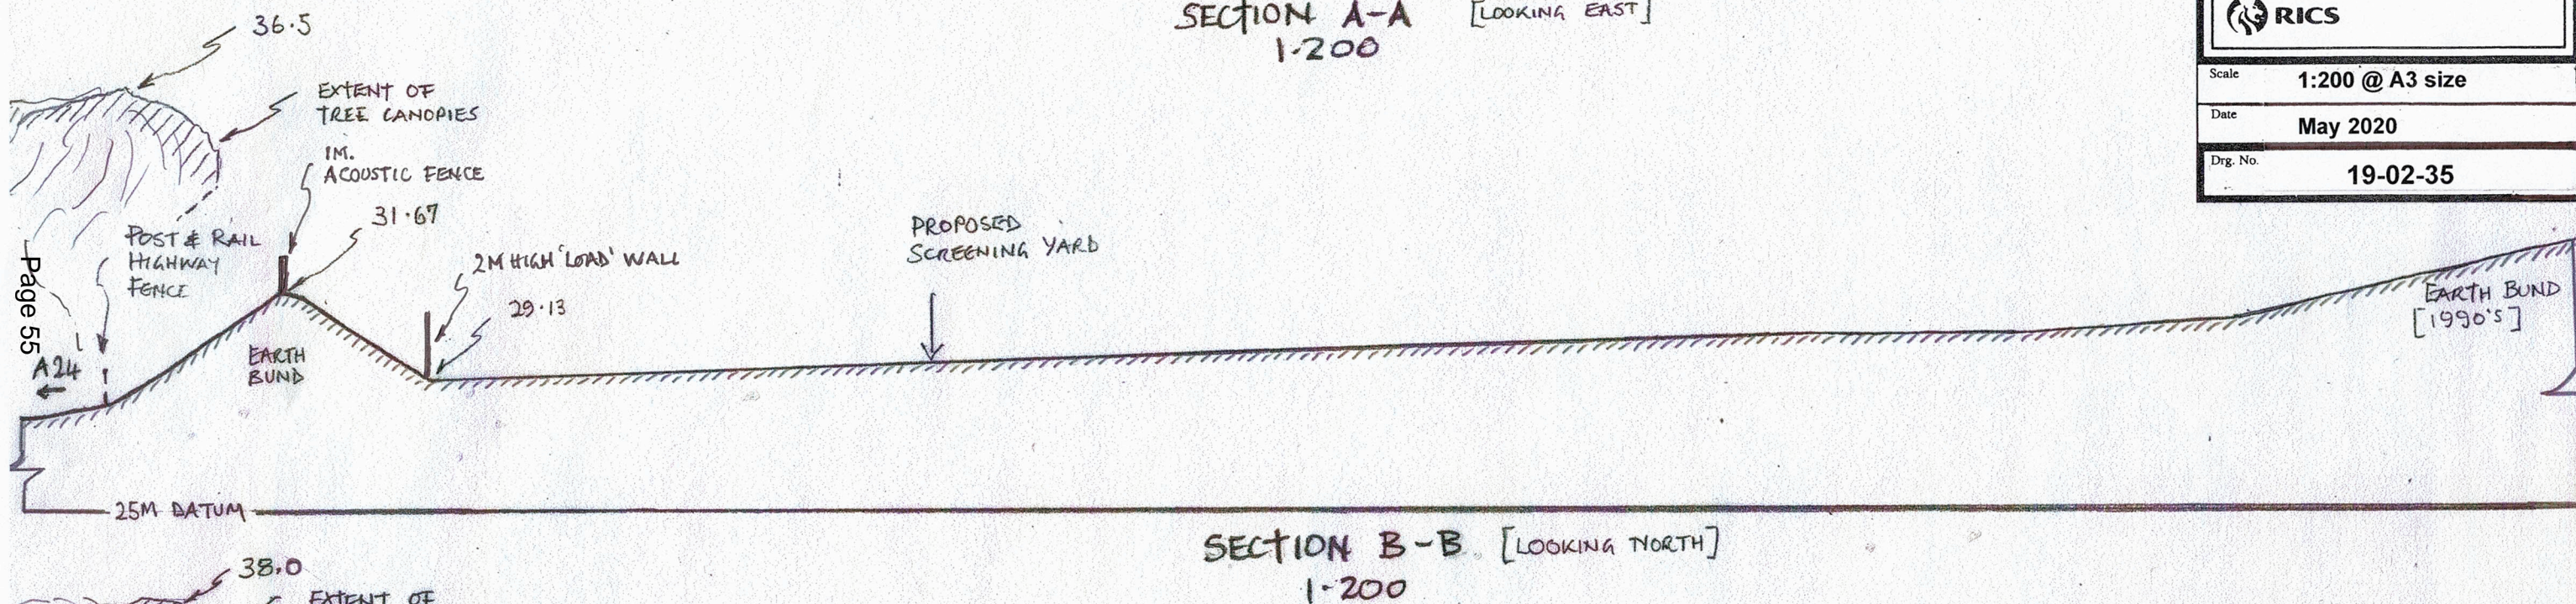 SECTION A-A [LOOKING EAST]
1·200
RICS
Scale 1:200 @ A3 size
Date May 2020
Drg. No. 19-02-35
36·5
EXTENT OF
TREE CANOPIES
1M.
ACOUSTIC FENCE
31·67
POST & RAIL
HIGHWAY
FENCE
2M HIGH 'LOAD' WALL
29·13
PROPOSED
SCREENING YARD
EARTH BUND
[1990'S]
Page 55
A24
EARTH
BUND
25M DATUM
SECTION B-B [LOOKING NORTH]
1·200
38.0
EXTENT OF